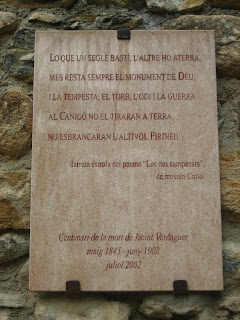 LO QUE UN SEGLE BASTÍ, L'ALTRE HO ATERRA,
MES RESTA SEMPRE EL MONUMENT DE DÉU,
I LA TEMPESTA, EL TORB, L'ODI I LA GUERRA
AL CANIGÓ NO EL TIRARAN A TERRA,
NO ESBRANCARAN L'ALTÍVOL PIRINEU.
darrera estrofa del poema "Los dos campanars"
de mossèn Cinto
Centenari de la mort de Jacint Verdaguer
maig 1845 - juny 1902
juliol 2002